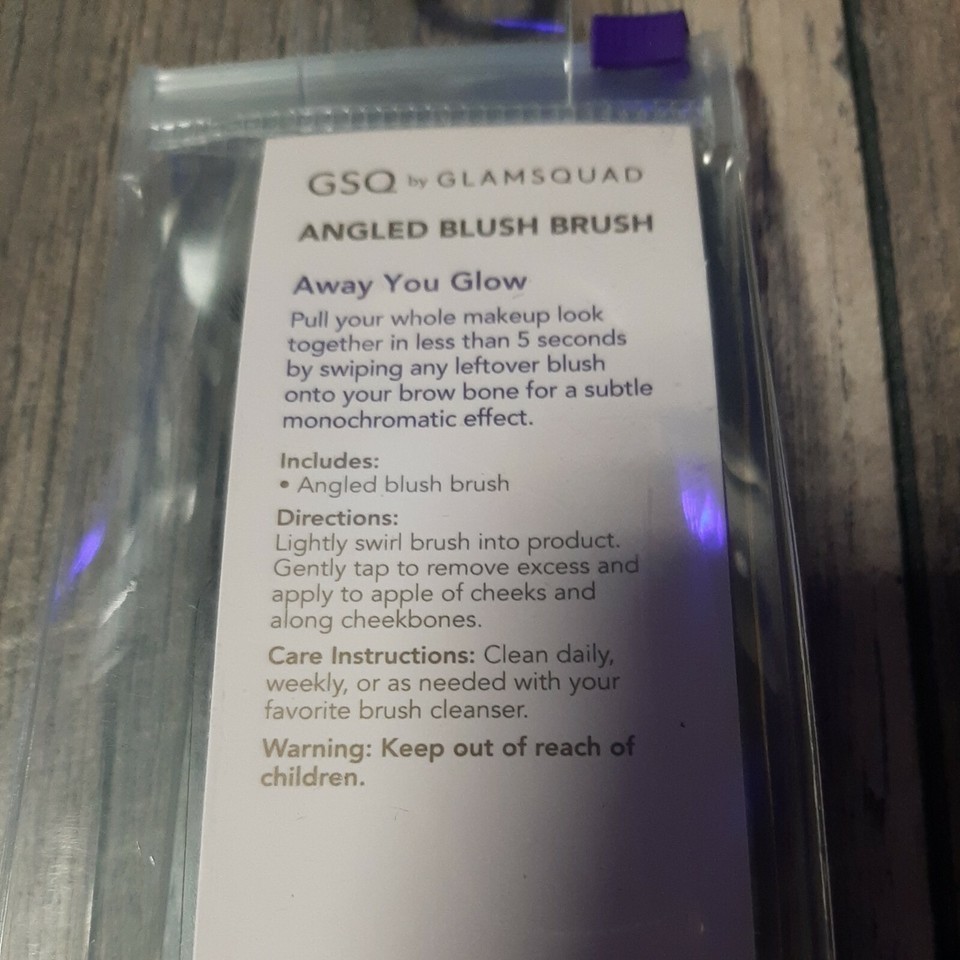 GSQ by GLAMSQUAD
ANGLED BLUSH BRUSH
Away You Glow
Pull your whole makeup look
together in less than 5 seconds
by swiping any leftover blush
onto your brow bone for a subtle
monochromatic effect.
Includes:
• Angled blush brush
Directions:
Lightly swirl brush into product.
Gently tap to remove excess and
apply to apple of cheeks and
along cheekbones.
Care Instructions: Clean daily,
weekly, or as needed with your
favorite brush cleanser.
Warning: Keep out of reach of
children.